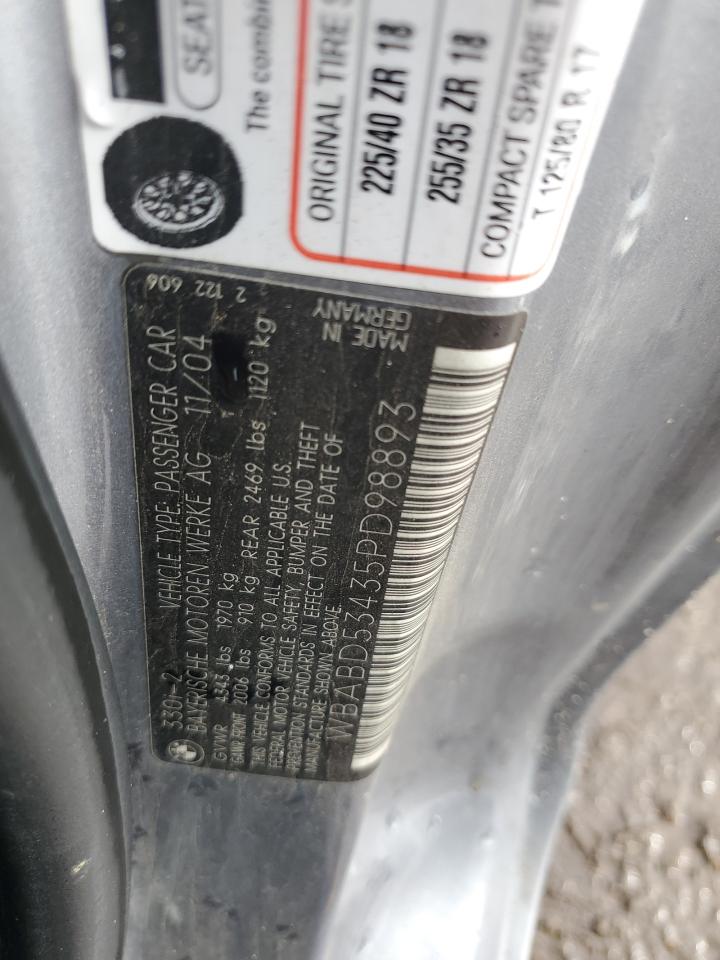 SEAT
The combin
ORIGINAL TIRE S
225/40 ZR 18
255/35 ZR 18
COMPACT SPARE T
T 125/80 R 17
330i-2 VEHICLE TYPE: PASSENGER CAR 2 122 606
BAYERISCHE MOTOREN WERKE AG 11/04
GVWR lbs 1970 kg
GAWR FRONT 2006 lbs 910 kg REAR 2469 lbs 1120 kg
THIS VEHICLE CONFORMS TO ALL APPLICABLE U.S.
FEDERAL MOTOR VEHICLE SAFETY, BUMPER AND THEFT
PREVENTION STANDARDS IN EFFECT ON THE DATE OF
MANUFACTURE SHOWN ABOVE.
MADE IN
GERMANY
WBABD53435PD98893